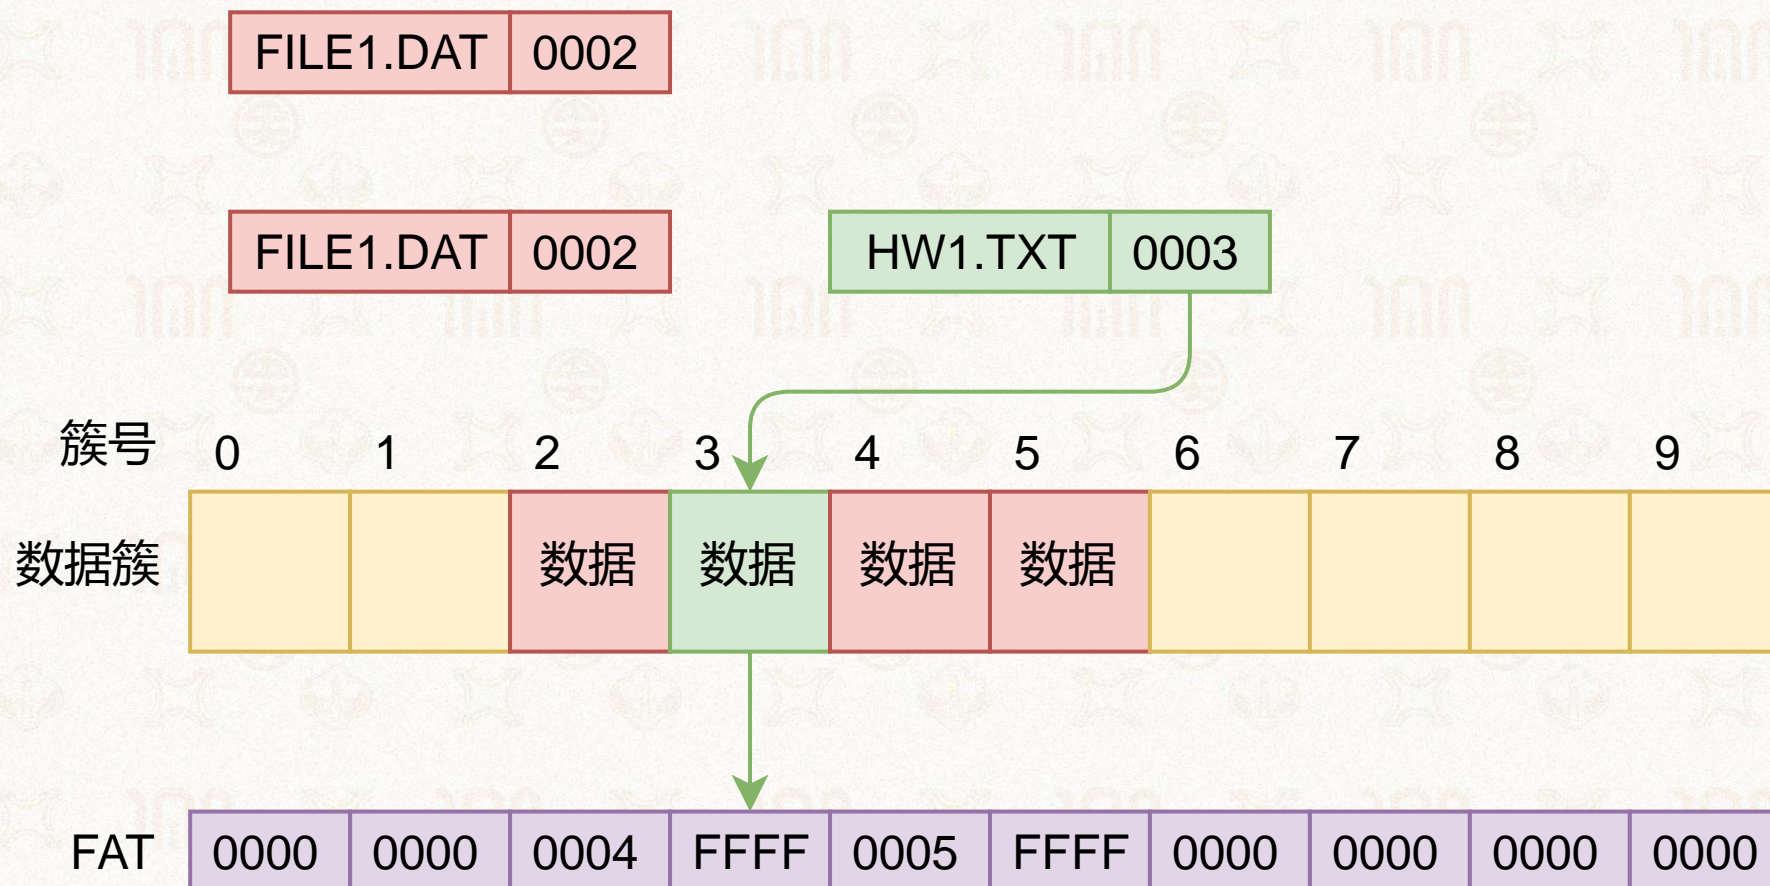 FILE1.DAT 0002
FILE1.DAT 0002 HW1.TXT 0003
簇号 0 1 2 3 4 5 6 7 8 9
数据簇 数据 数据 数据 数据
FAT 0000 0000 0004 FFFF 0005 FFFF 0000 0000 0000 0000